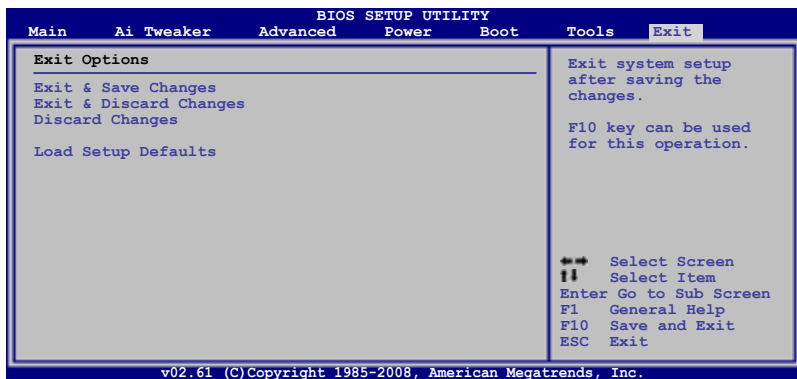 BIOS SETUP UTILITY
Main Ai Tweaker Advanced Power Boot Tools Exit
Exit Options
Exit & Save Changes
Exit & Discard Changes
Discard Changes
Load Setup Defaults
Exit system setup
after saving the
changes.
F10 key can be used
for this operation.
Select Screen
Select Item
Enter Go to Sub Screen
F1 General Help
F10 Save and Exit
ESC Exit
v02.61 (C)Copyright 1985-2008, American Megatrends, Inc.